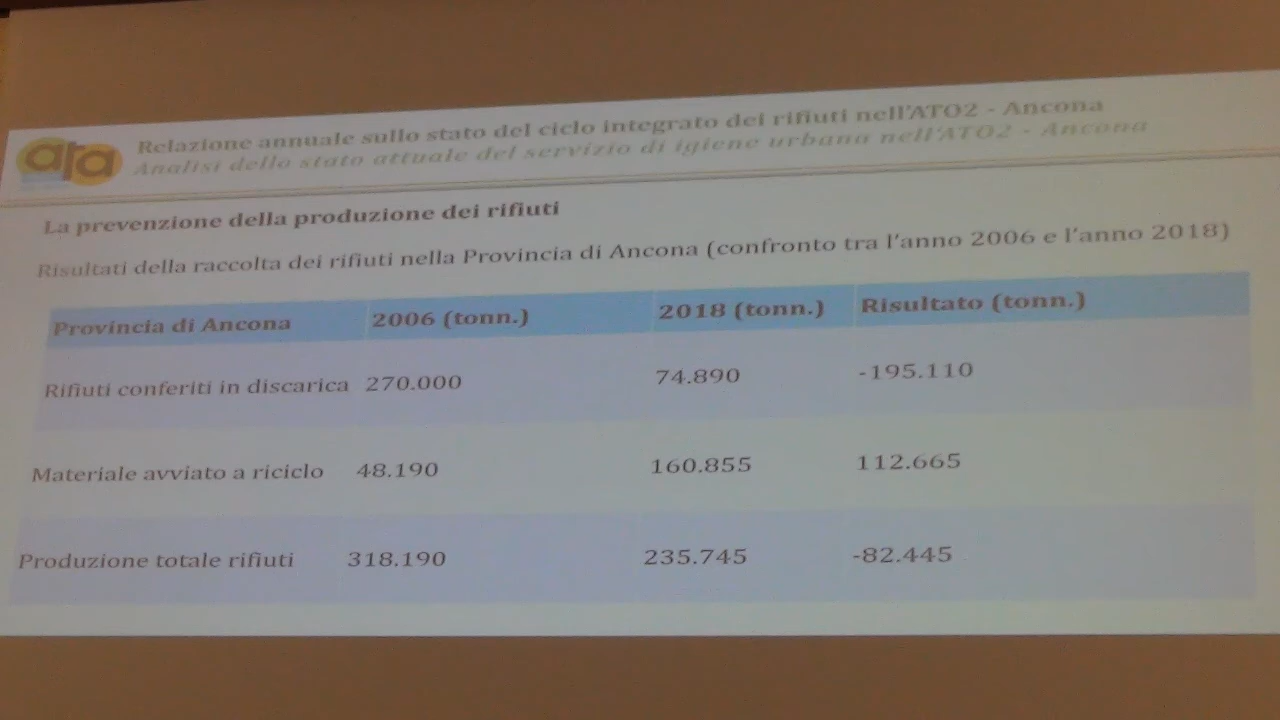 ata
Relazione annuale sullo stato del ciclo integrato dei rifiuti nell'ATO2 - Ancona
Analisi dello stato attuale del servizio di igiene urbana nell'ATO2 - Ancona
La prevenzione della produzione dei rifiuti
Risultati della raccolta dei rifiuti nella Provincia di Ancona (confronto tra l'anno 2006 e l'anno 2018)
Provincia di Ancona 2006 (tonn.) 2018 (tonn.) Risultato (tonn.)
Rifiuti conferiti in discarica 270.000 74.890 -195.110
Materiale avviato a riciclo 48.190 160.855 112.665
Produzione totale rifiuti 318.190 235.745 -82.445